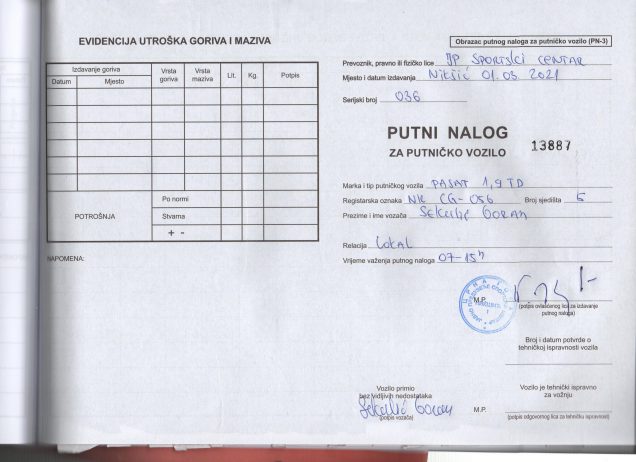 EVIDENCIJA UTROŠKA GORIVA I MAZIVA
Izdavanje goriva
Datum Mjesto Vrsta goriva Vrsta maziva Lit. Kg. Potpis
POTROŠNJA
Po normi
Stvarna
+ -
NAPOMENA:
Obrazac putnog naloga za putničko vozilo (PN-3)
Prevoznik, pravno ili fizičko lice JP SPORTSKI CENTAR
Mjesto i datum izdavanja Nikšić 01.03 2021
Serijski broj 036
PUTNI NALOG
ZA PUTNIČKO VOZILO 13887
Marka i tip putničkog vozila PASAT 1,9 TD
Registarska oznaka NK CG-056 Broj sjedišta 5
Prezime i ime vozača Sekulić Goran
Relacija LOKAL
Vrijeme važenja putnog naloga 07-15h
M.P.
(potpis ovlašćenog lica za izdavanje
putnog naloga)
Broj i datum potvrde o
tehničkoj ispravnosti vozila
Vozilo primio
bez vidljivih nedostataka
Sekulić Goran
(potpis vozača)
M.P.
Vozilo je tehnički ispravno
za vožnju
(potpis odgovornog lica za tehničku ispravnost)